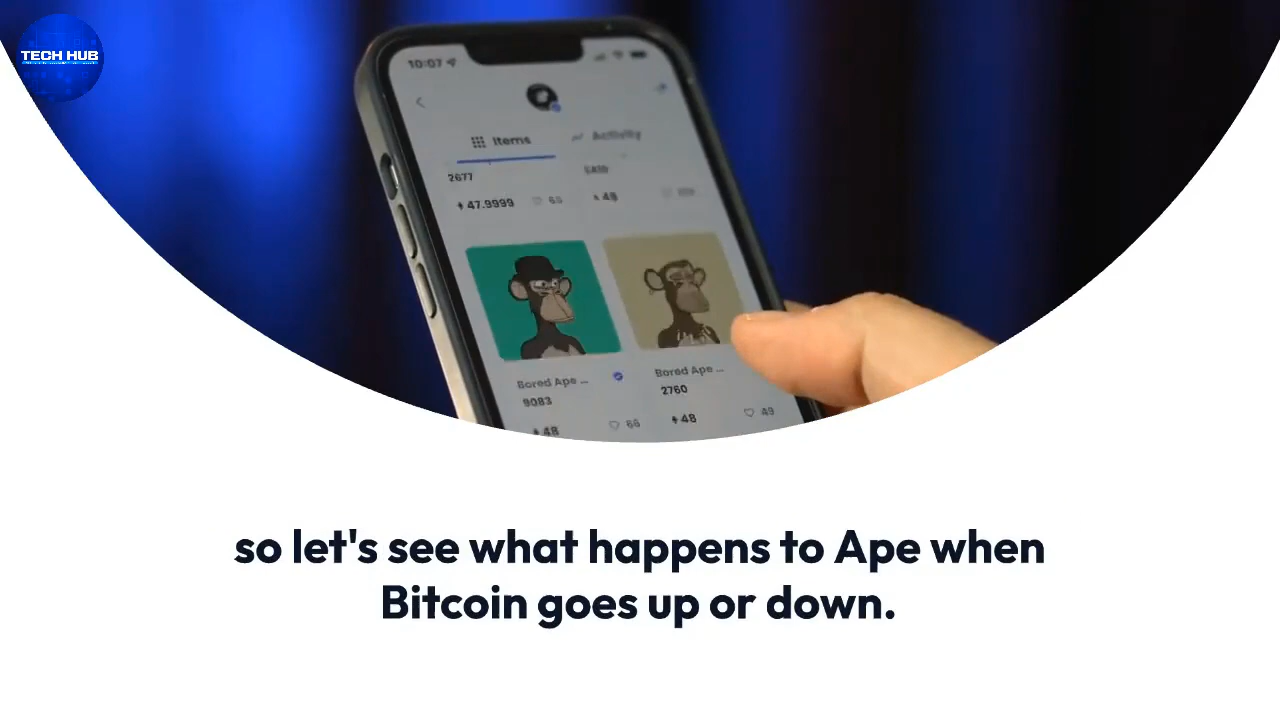 TECH HUB
10:07
Items
Activity
2677
47.9999
48
Bored Ape ...
9083
48
66
Bored Ape ...
2760
48
49
so let's see what happens to Ape when
Bitcoin goes up or down.